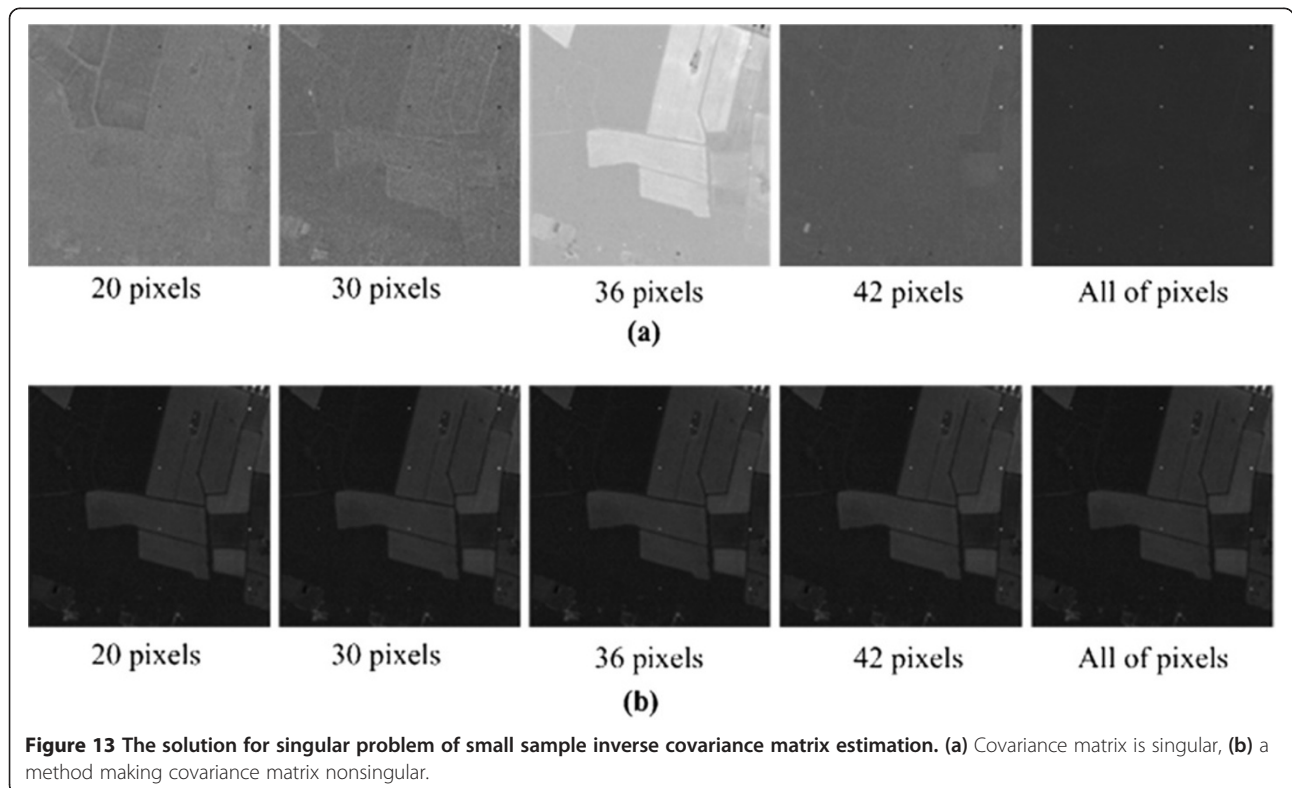 20 pixels 30 pixels 36 pixels 42 pixels All of pixels
(a)
20 pixels 30 pixels 36 pixels 42 pixels All of pixels
(b)
Figure 13 The solution for singular problem of small sample inverse covariance matrix estimation. (a) Covariance matrix is singular, (b) a
method making covariance matrix nonsingular.